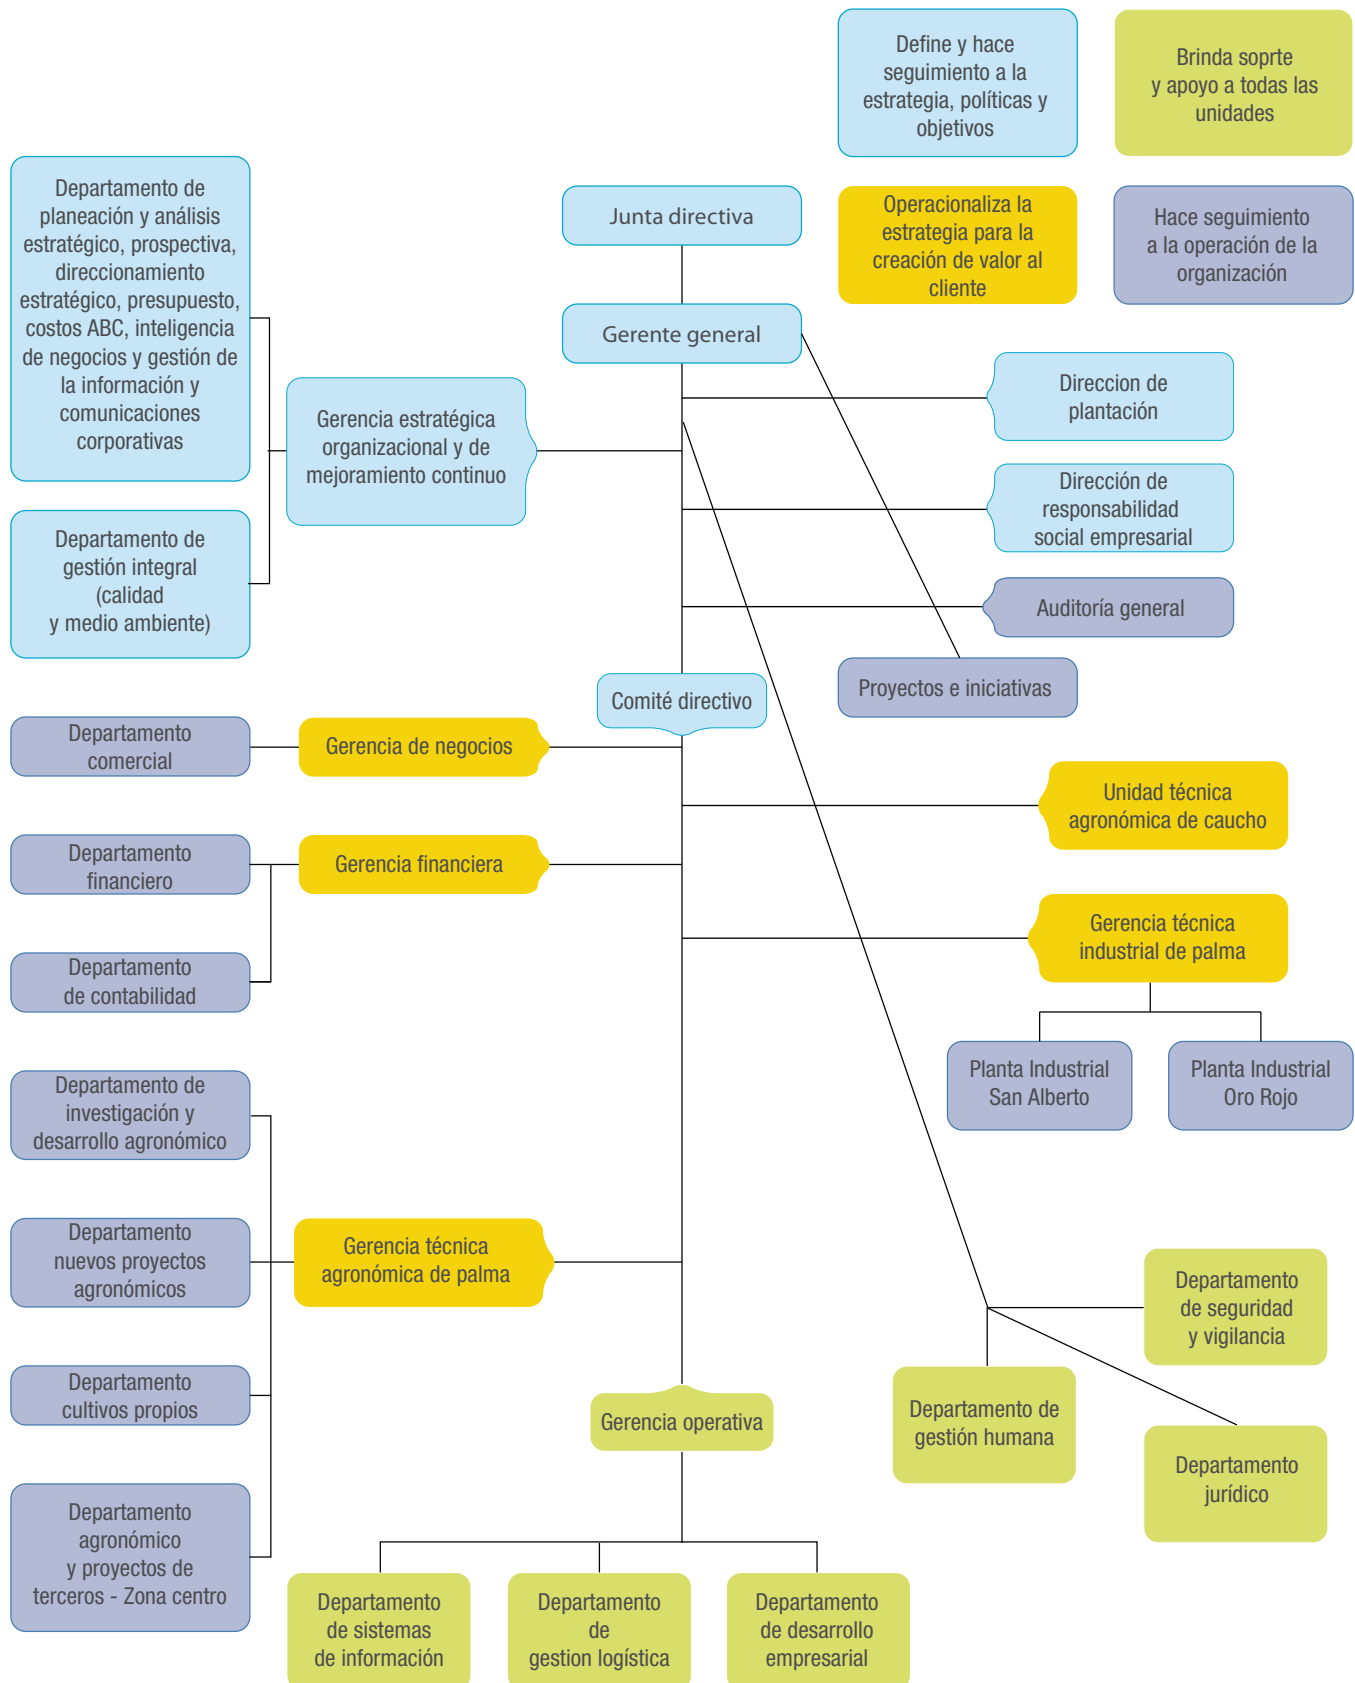 Define y hace
seguimiento a la
estrategia, políticas y
objetivos
Brinda soprte
y apoyo a todas las
unidades
Operacionaliza la
estrategia para la
creación de valor al
cliente
Hace seguimiento
a la operación de la
organización
Junta directiva
Gerente general
Departamento de
planeación y análisis
estratégico, prospectiva,
direccionamiento
estratégico, presupuesto,
costos ABC, inteligencia
de negocios y gestión de
la información y
comunicaciones
corporativas
Gerencia estratégica
organizacional y de
mejoramiento continuo
Departamento de
gestión integral
(calidad
y medio ambiente)
Direccion de
plantación
Dirección de
responsabilidad
social empresarial
Auditoría general
Proyectos e iniciativas
Comité directivo
Departamento
comercial
Gerencia de negocios
Departamento
financiero
Gerencia financiera
Departamento
de contabilidad
Unidad técnica
agronómica de caucho
Gerencia técnica
industrial de palma
Planta Industrial
San Alberto
Planta Industrial
Oro Rojo
Departamento de
investigación y
desarrollo agronómico
Departamento
nuevos proyectos
agronómicos
Gerencia técnica
agronómica de palma
Departamento
cultivos propios
Departamento
agronómico
y proyectos de
terceros - Zona centro
Gerencia operativa
Departamento de
gestión humana
Departamento
de seguridad
y vigilancia
Departamento
jurídico
Departamento
de sistemas
de información
Departamento
de
gestion logística
Departamento
de desarrollo
empresarial